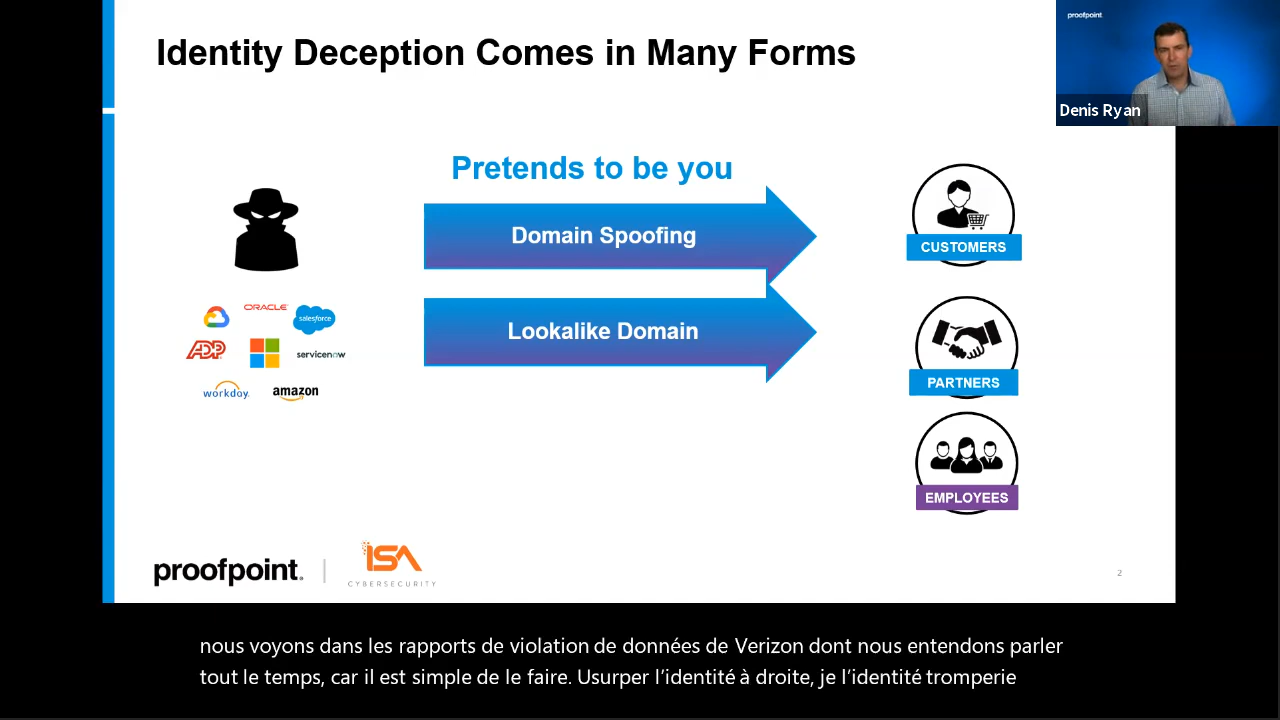 Identity Deception Comes in Many Forms
proofpoint
Denis Ryan
Pretends to be you
Domain Spoofing
Lookalike Domain
CUSTOMERS
PARTNERS
EMPLOYEES
ORACLE
salesforce
ADP
servicenow
workday.
amazon
proofpoint.
ISA
CYBERSECURITY
2
nous voyons dans les rapports de violation de données de Verizon dont nous entendons parler
tout le temps, car il est simple de le faire. Usurper l’identité à droite, je l’identité tromperie